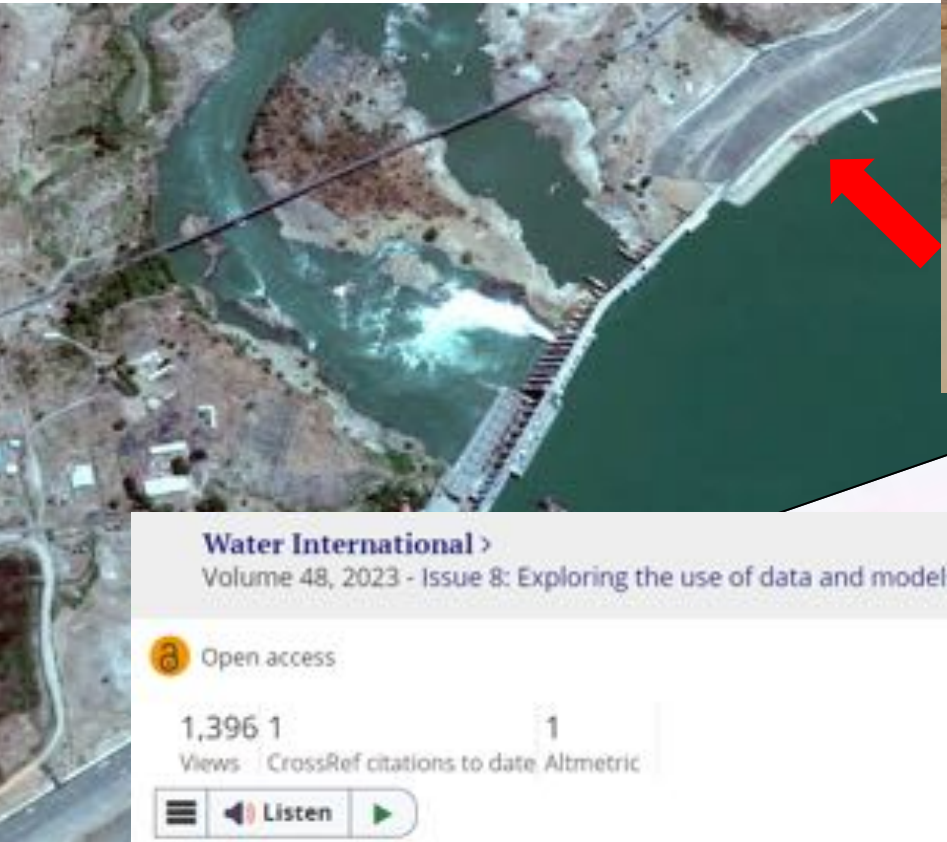 Water International >
Volume 48, 2023 - Issue 8: Exploring the use of data and model
Open access
1,396 1 1
Views CrossRef citations to date Altmetric
Listen